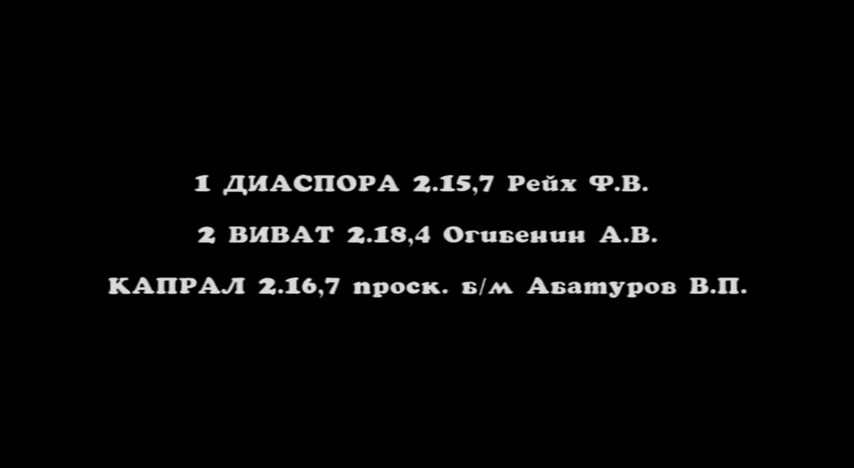 1 ДИАСПОРА 2.15,7 Рейх Ф.В.
2 ВИВАТ 2.18,4 Огибенин А.В.
КАПРАЛ 2.16,7 проск. б/м Абатуров В.П.